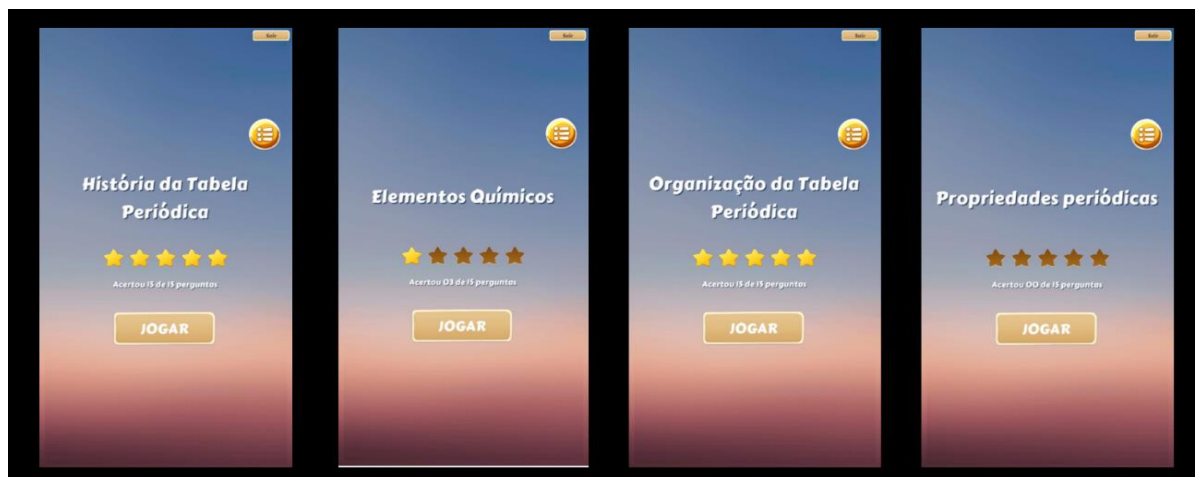 Sair
História da Tabela
Periódica
Acertou 15 de 15 perguntas
JOGAR
Sair
Elementos Químicos
Acertou 03 de 15 perguntas
JOGAR
Sair
Organização da Tabela
Periódica
Acertou 15 de 15 perguntas
JOGAR
Sair
Propriedades periódicas
Acertou 00 de 15 perguntas
JOGAR